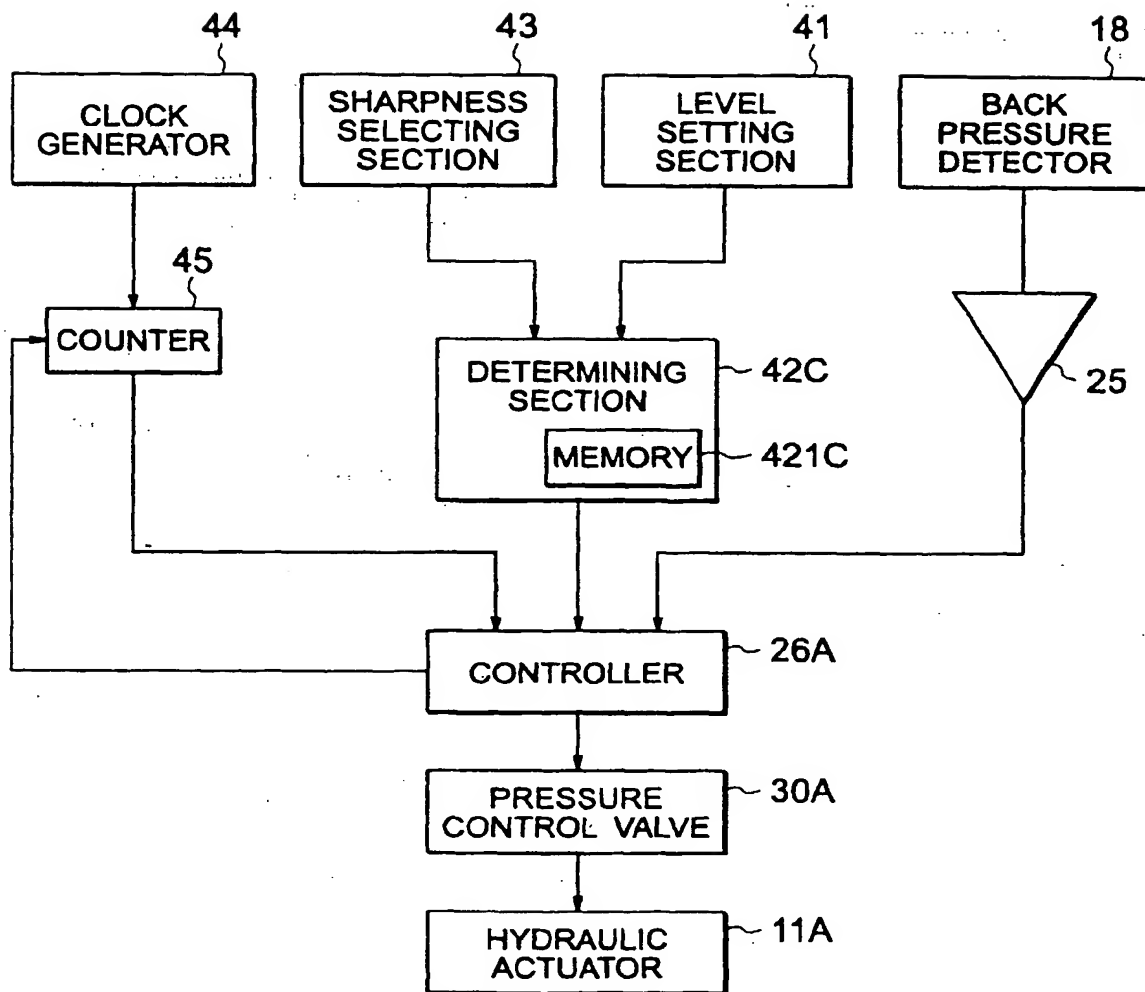 44
43
41
18
CLOCK
GENERATOR
SHARPNESS
SELECTING
SECTION
LEVEL
SETTING
SECTION
BACK
PRESSURE
DETECTOR
45
COUNTER
DETERMINING
SECTION
42C
MEMORY
421C
25
CONTROLLER
26A
PRESSURE
CONTROL VALVE
30A
HYDRAULIC
ACTUATOR
11A